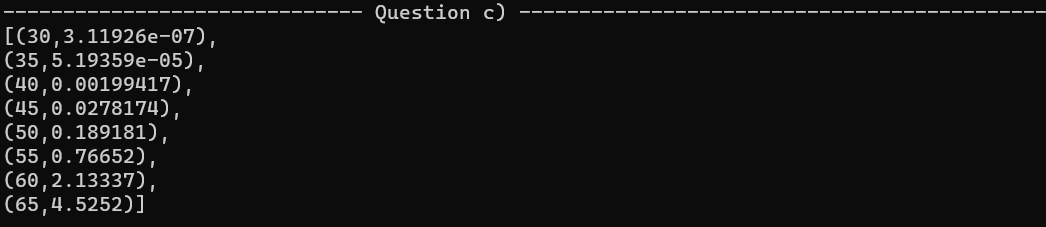 ------------------------------ Question c) --------------------------------------------
[(30,3.11926e-07),
(35,5.19359e-05),
(40,0.00199417),
(45,0.0278174),
(50,0.189181),
(55,0.76652),
(60,2.13337),
(65,4.5252)]